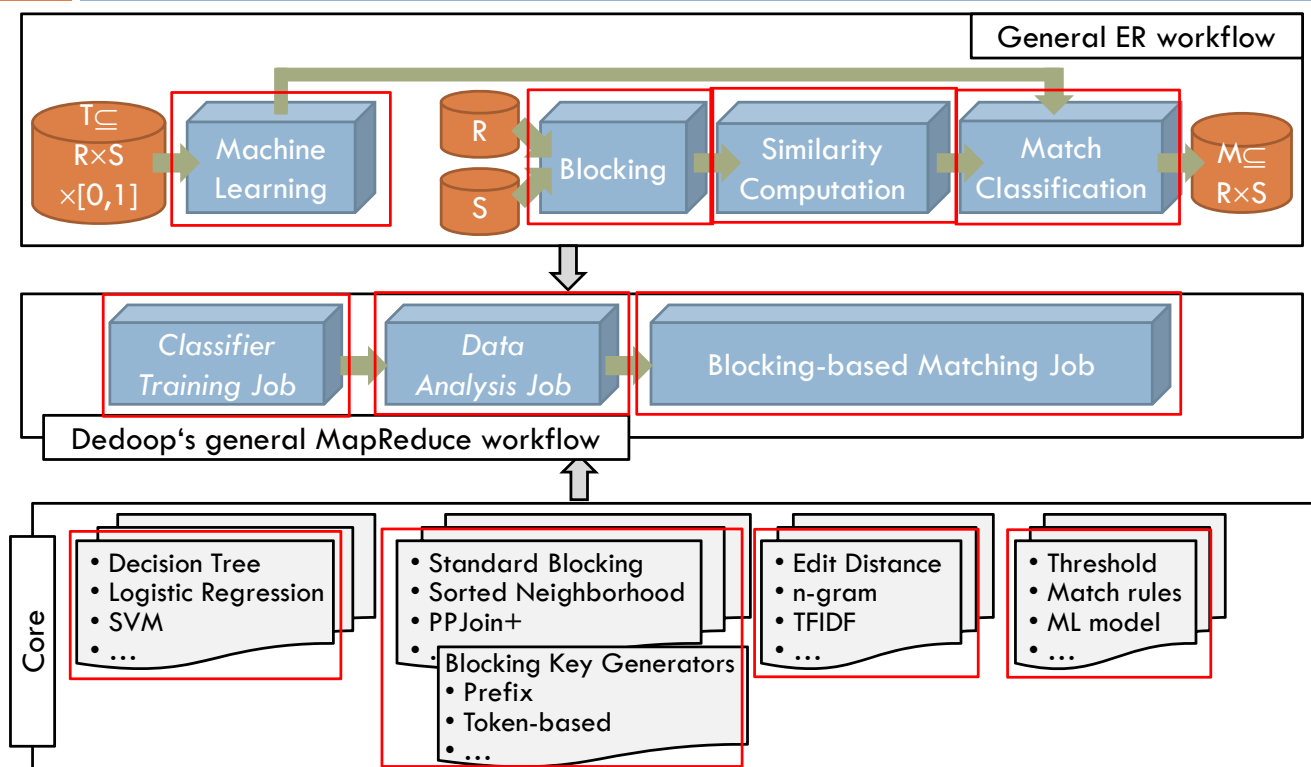 General ER workflow
T⊆
R×S
×[0,1]
Machine
Learning
R
S
Blocking
Similarity
Computation
Match
Classification
M⊆
R×S
Classifier
Training Job
Data
Analysis Job
Blocking-based Matching Job
Dedoop‘s general MapReduce workflow
Core
• Decision Tree
• Logistic Regression
• SVM
• …
• Standard Blocking
• Sorted Neighborhood
• PPJoin+
• …
Blocking Key Generators
• Prefix
• Token-based
• …
• Edit Distance
• n-gram
• TFIDF
• …
• Threshold
• Match rules
• ML model
• …